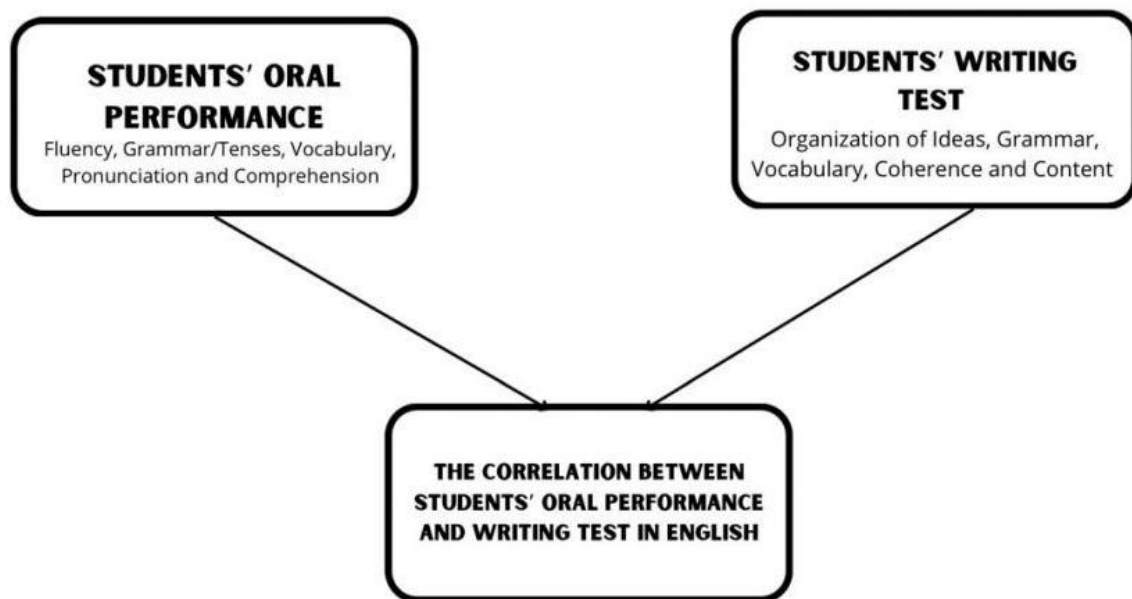 STUDENTS' ORAL
PERFORMANCE
Fluency, Grammar/Tenses, Vocabulary,
Pronunciation and Comprehension
STUDENTS' WRITING
TEST
Organization of Ideas, Grammar,
Vocabulary, Coherence and Content
THE CORRELATION BETWEEN
STUDENTS' ORAL PERFORMANCE
AND WRITING TEST IN ENGLISH